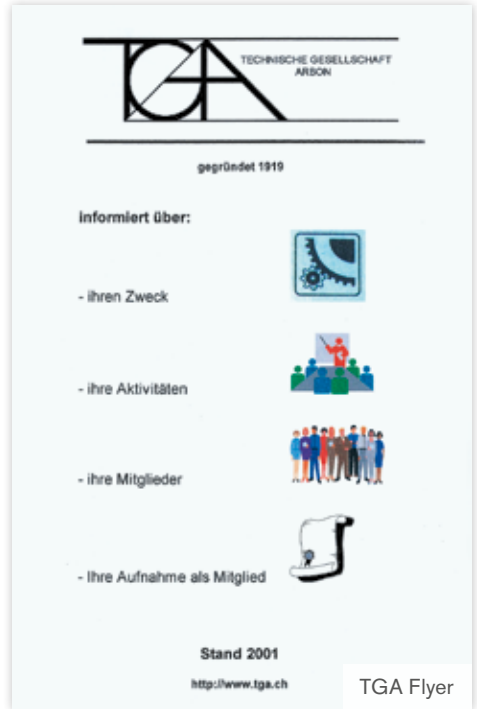 TGA
TECHNISCHE GESELLSCHAFT
ARBON
gegründet 1919
informiert über:
- ihren Zweck
- ihre Aktivitäten
- ihre Mitglieder
- Ihre Aufnahme als Mitglied
Stand 2001
http://www.tga.ch
TGA Flyer